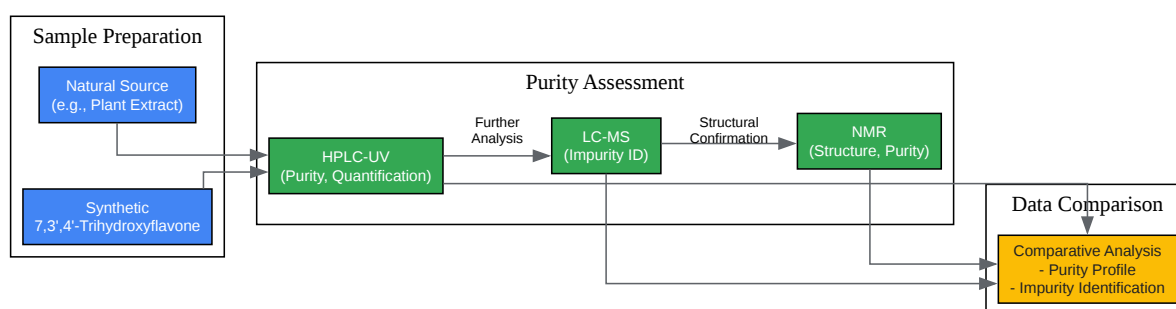 Sample Preparation
Natural Source
(e.g., Plant Extract)
Synthetic
7,3',4'-Trihydroxyflavone
Purity Assessment
HPLC-UV
(Purity, Quantification)
Further
Analysis
LC-MS
(Impurity ID)
Structural
Confirmation
NMR
(Structure, Purity)
Data Comparison
Comparative Analysis
- Purity Profile
- Impurity Identification